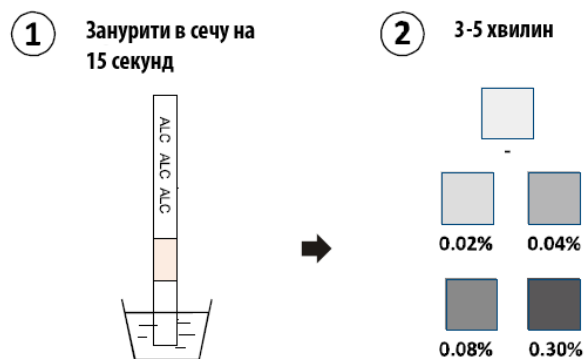 1
Занурити в сечу на
15 секунд
2
3-5 хвилин
ALC ALC ALC
-
0.02%
0.04%
0.08%
0.30%